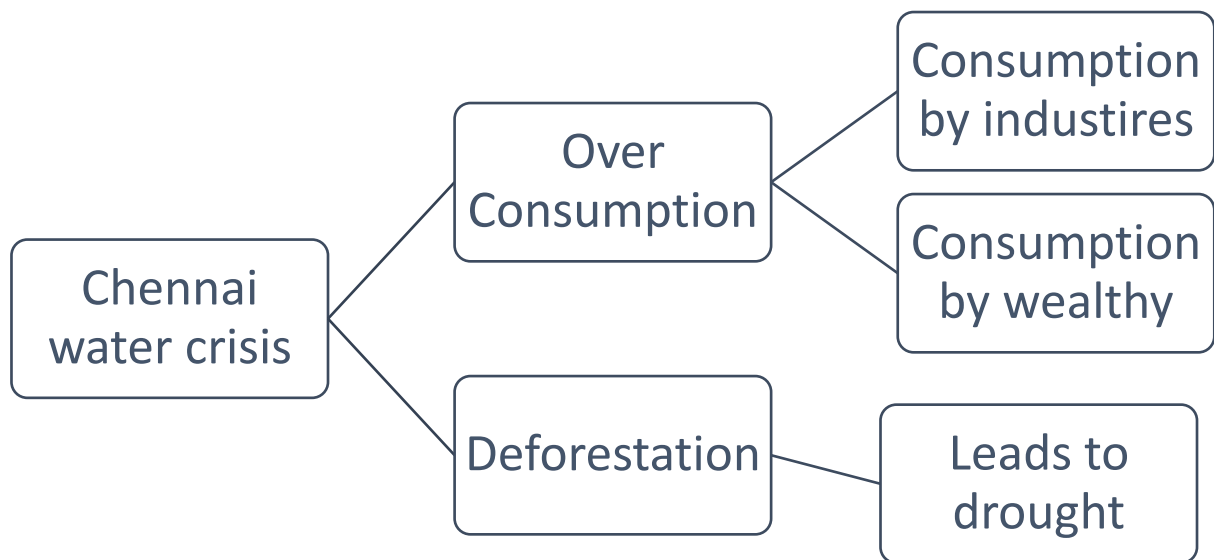 Chennai
water crisis
Over
Consumption
Consumption
by industires
Consumption
by wealthy
Deforestation
Leads to
drought